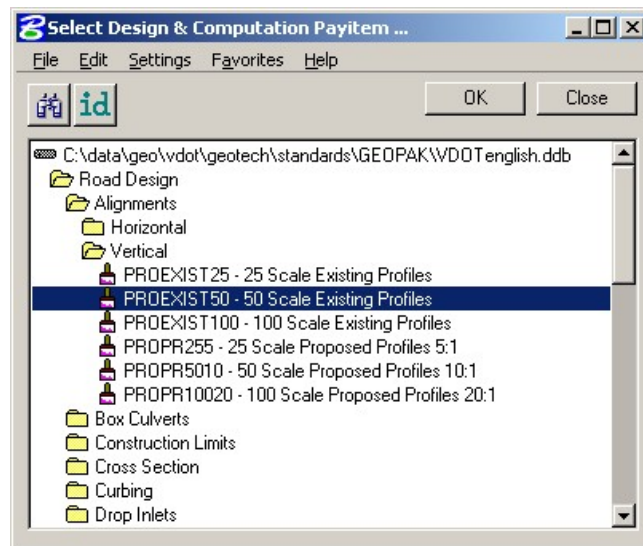 Select Design & Computation Payitem ...
File Edit Settings Favorites Help
id OK Close
C:\data\geo\vdot\geotech\standards\GEOPAK\VDOTenglish.ddb
Road Design
Alignments
Horizontal
Vertical
PROEXIST25 - 25 Scale Existing Profiles
PROEXIST50 - 50 Scale Existing Profiles
PROEXIST100 - 100 Scale Existing Profiles
PROPR255 - 25 Scale Proposed Profiles 5:1
PROPR5010 - 50 Scale Proposed Profiles 10:1
PROPR10020 - 100 Scale Proposed Profiles 20:1
Box Culverts
Construction Limits
Cross Section
Curbing
Drop Inlets